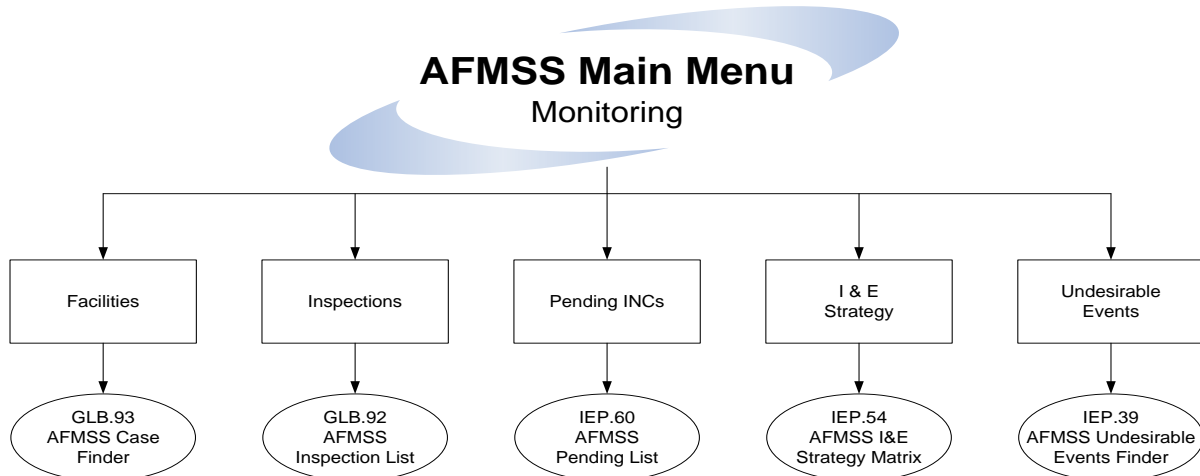 AFMSS Main Menu
Monitoring
Facilities
Inspections
Pending INCs
I & E
Strategy
Undesirable
Events
GLB.93
AFMSS Case
Finder
GLB.92
AFMSS
Inspection List
IEP.60
AFMSS
Pending List
IEP.54
AFMSS I&E
Strategy Matrix
IEP.39
AFMSS Undesirable
Events Finder